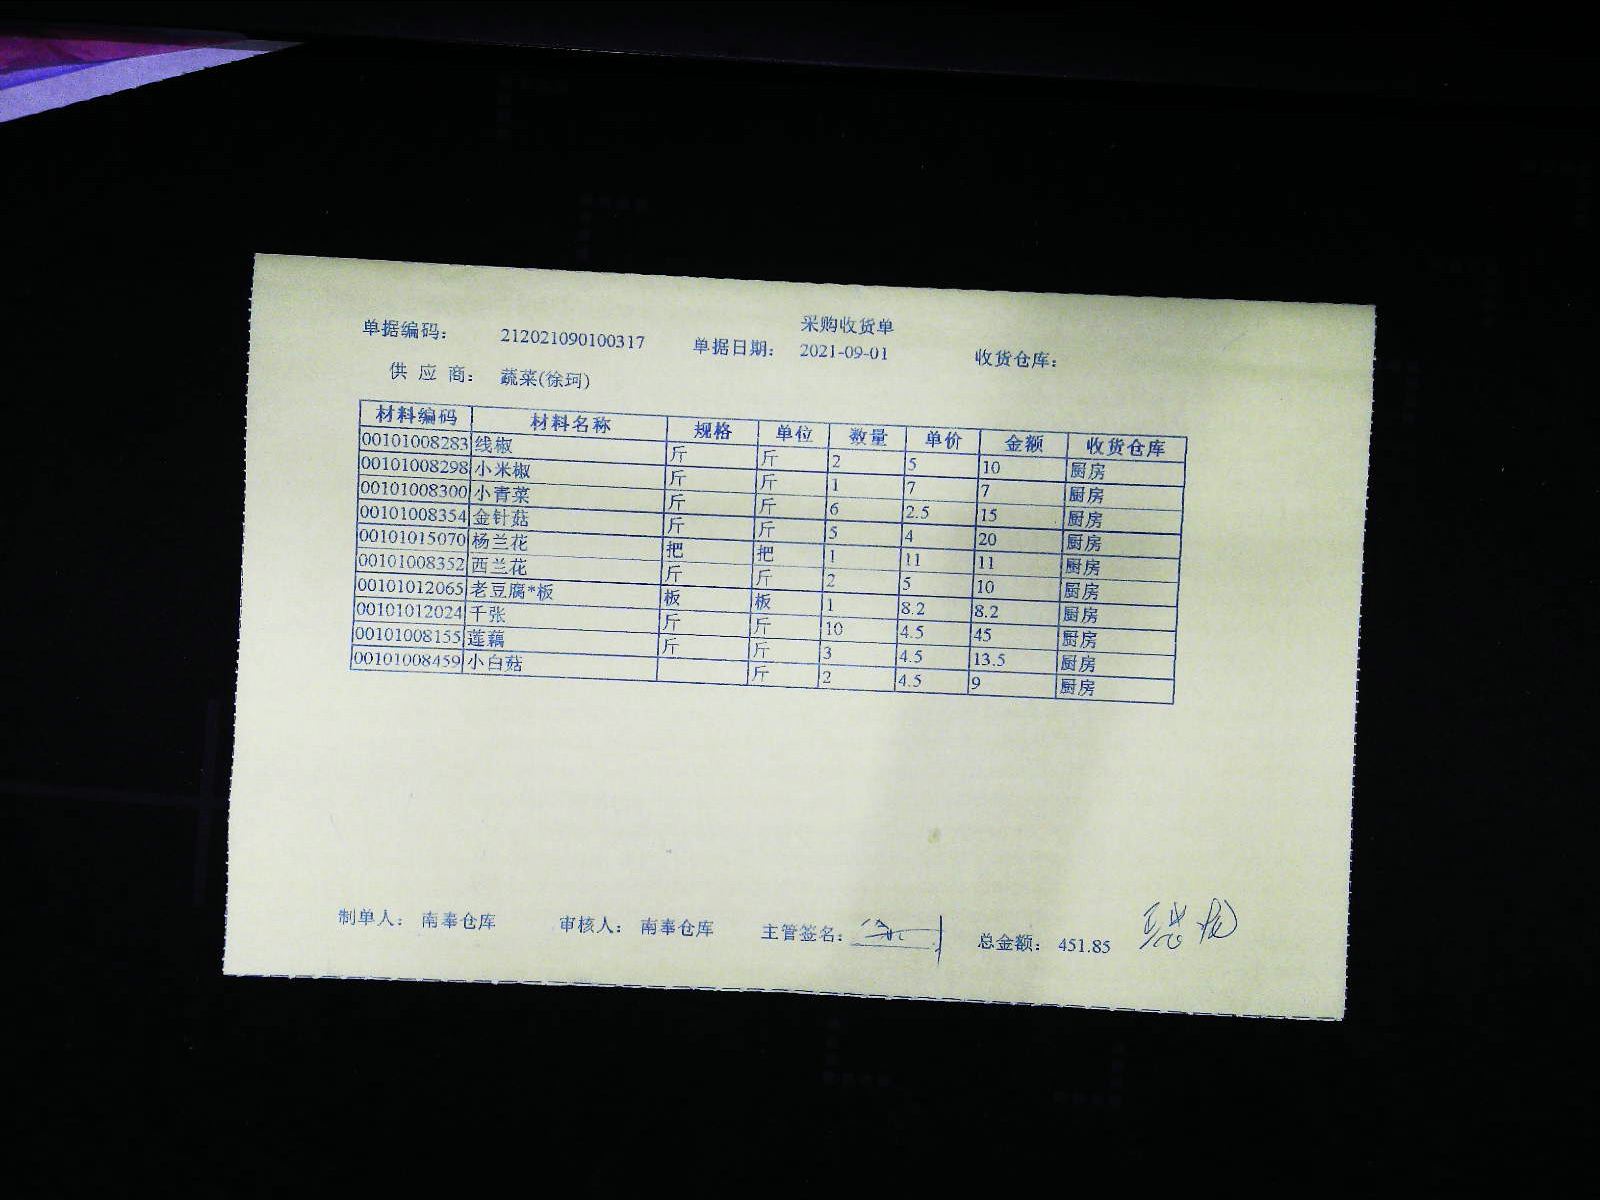 采购收货单
单据编码： 212021090100317 单据日期： 2021-09-01 收货仓库：
供 应 商： 蔬菜(徐珂)
材料编码 材料名称 规格 单位 数量 单价 金额 收货仓库
00101008283 线椒 斤 斤 2 5 10 厨房
00101008298 小米椒 斤 斤 1 7 7 厨房
00101008300 小青菜 斤 斤 6 2.5 15 厨房
00101008354 金针菇 斤 斤 5 4 20 厨房
00101015070 杨兰花 把 把 1 11 11 厨房
00101008352 西兰花 斤 斤 2 5 10 厨房
00101012065 老豆腐*板 板 板 1 8.2 8.2 厨房
00101012024 千张 斤 斤 10 4.5 45 厨房
00101008155 莲藕 斤 斤 3 4.5 13.5 厨房
00101008459 小白菇 斤 2 4.5 9 厨房
制单人： 南奉仓库 审核人： 南奉仓库 主管签名： 总金额： 451.85